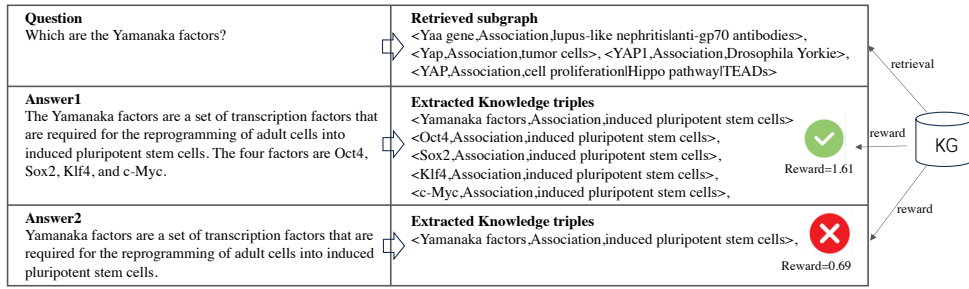 Question
Which are the Yamanaka factors?
Retrieved subgraph
<Yaa gene,Association,lupus-like nephritis|anti-gp70 antibodies>,
<Yap,Association,tumor cells>, <YAP1,Association,Drosophila Yorkie>,
<YAP,Association,cell proliferation|Hippo pathway|TEADs>
Answer1
The Yamanaka factors are a set of transcription factors that
are required for the reprogramming of adult cells into
induced pluripotent stem cells. The four factors are Oct4,
Sox2, Klf4, and c-Myc.
Extracted Knowledge triples
<Yamanaka factors,Association,induced pluripotent stem cells>
<Oct4,Association,induced pluripotent stem cells>,
<Sox2,Association,induced pluripotent stem cells>,
<Klf4,Association,induced pluripotent stem cells>,
<c-Myc,Association,induced pluripotent stem cells>,
Reward=1.61
Answer2
Yamanaka factors are a set of transcription factors that are
required for the reprogramming of adult cells into induced
pluripotent stem cells.
Extracted Knowledge triples
<Yamanaka factors,Association,induced pluripotent stem cells>,
Reward=0.69
retrieval
reward
KG
reward